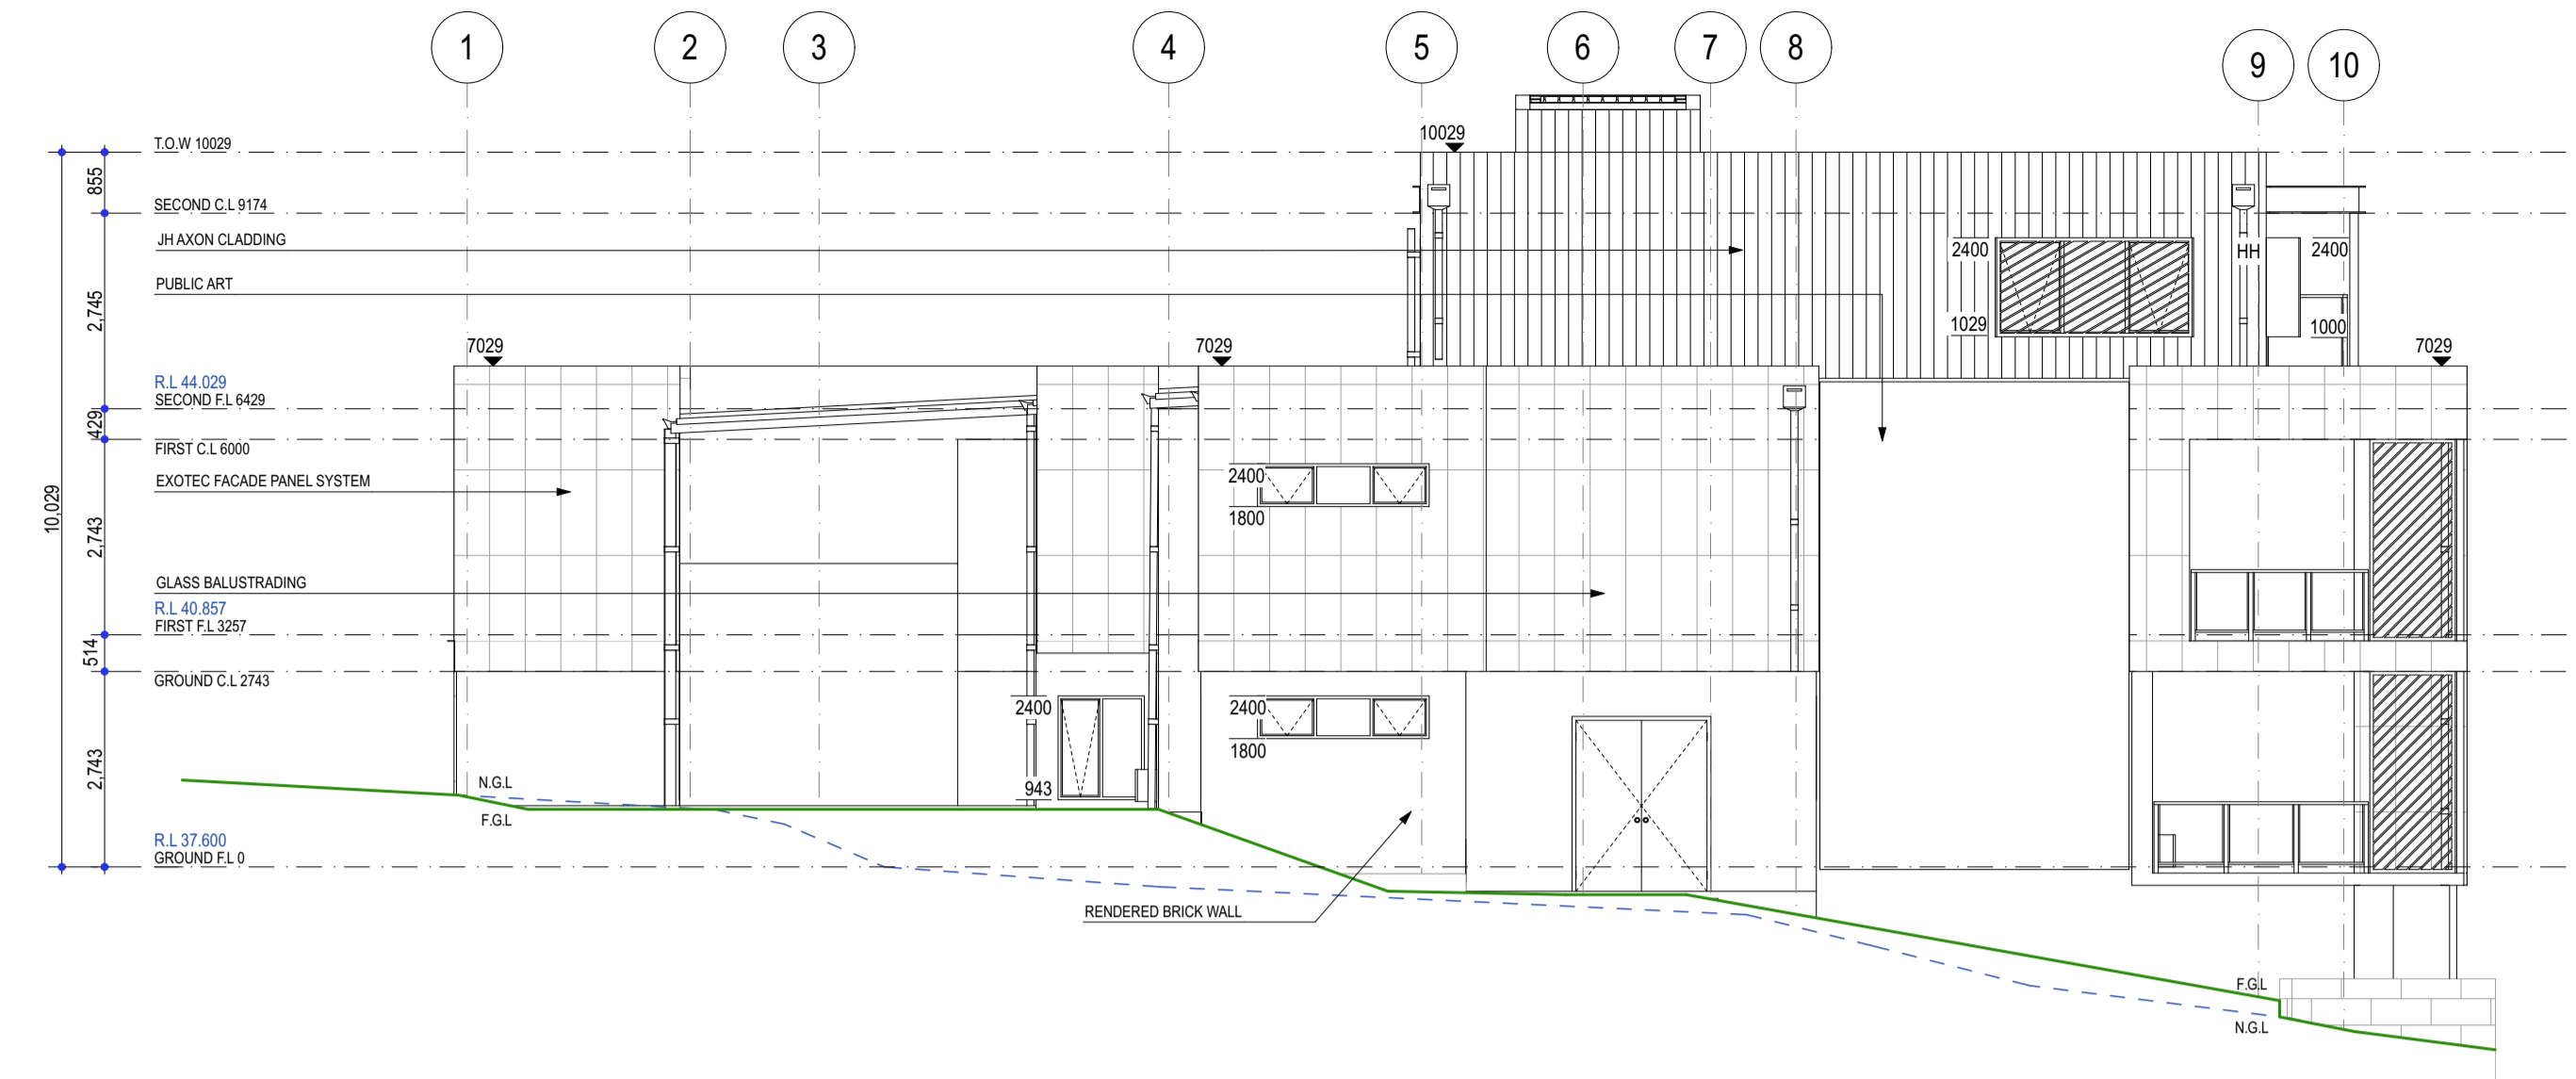 1 2 3 4 5 6 7 8 9 10
T.O.W 10029
10029
855
SECOND C.L 9174
JH AXON CLADDING
2400
HH
2400
PUBLIC ART
2,745
1029
1000
7029
7029
7029
R.L 44.029
SECOND F.L 6429
429
FIRST C.L 6000
EXOTEC FACADE PANEL SYSTEM
2400
1800
10,029
2,743
GLASS BALUSTRADING
R.L 40.857
FIRST F.L 3257
514
GROUND C.L 2743
2400
2400
1800
2,743
N.G.L
943
F.G.L
R.L 37.600
GROUND F.L 0
RENDERED BRICK WALL
F.G.L
N.G.L